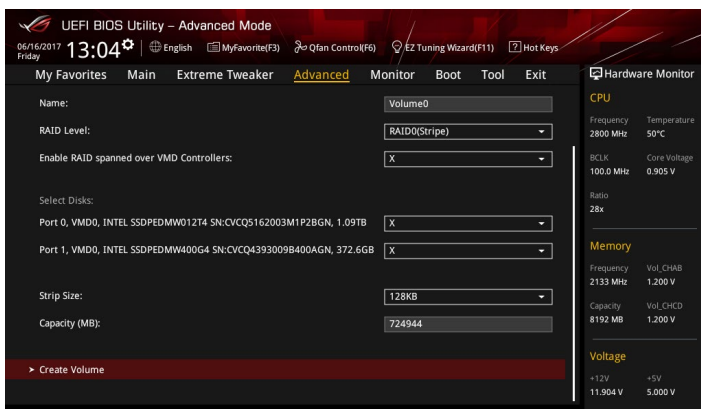 UEFI BIOS Utility – Advanced Mode
06/16/2017 Friday 13:04 English MyFavorite(F3) Qfan Control(F6) EZ Tuning Wizard(F11) ? Hot Keys
My Favorites Main Extreme Tweaker Advanced Monitor Boot Tool Exit
Name: Volume0
RAID Level: RAID0(Stripe)
Enable RAID spanned over VMD Controllers: X
Select Disks:
Port 0, VMD0, INTEL SSDPEDMW012T4 SN:CVCQ5162003M1P2BGN, 1.09TB X
Port 1, VMD0, INTEL SSDPEDMW400G4 SN:CVCQ4393009B400AGN, 372.6GB X
Strip Size: 128KB
Capacity (MB): 724944
> Create Volume
Hardware Monitor
CPU
Frequency Temperature
2800 MHz 50°C
BCLK Core Voltage
100.0 MHz 0.905 V
Ratio
28x
Memory
Frequency Vol_CHAB
2133 MHz 1.200 V
Capacity Vol_CHCD
8192 MB 1.200 V
Voltage
+12V +5V
11.904 V 5.000 V